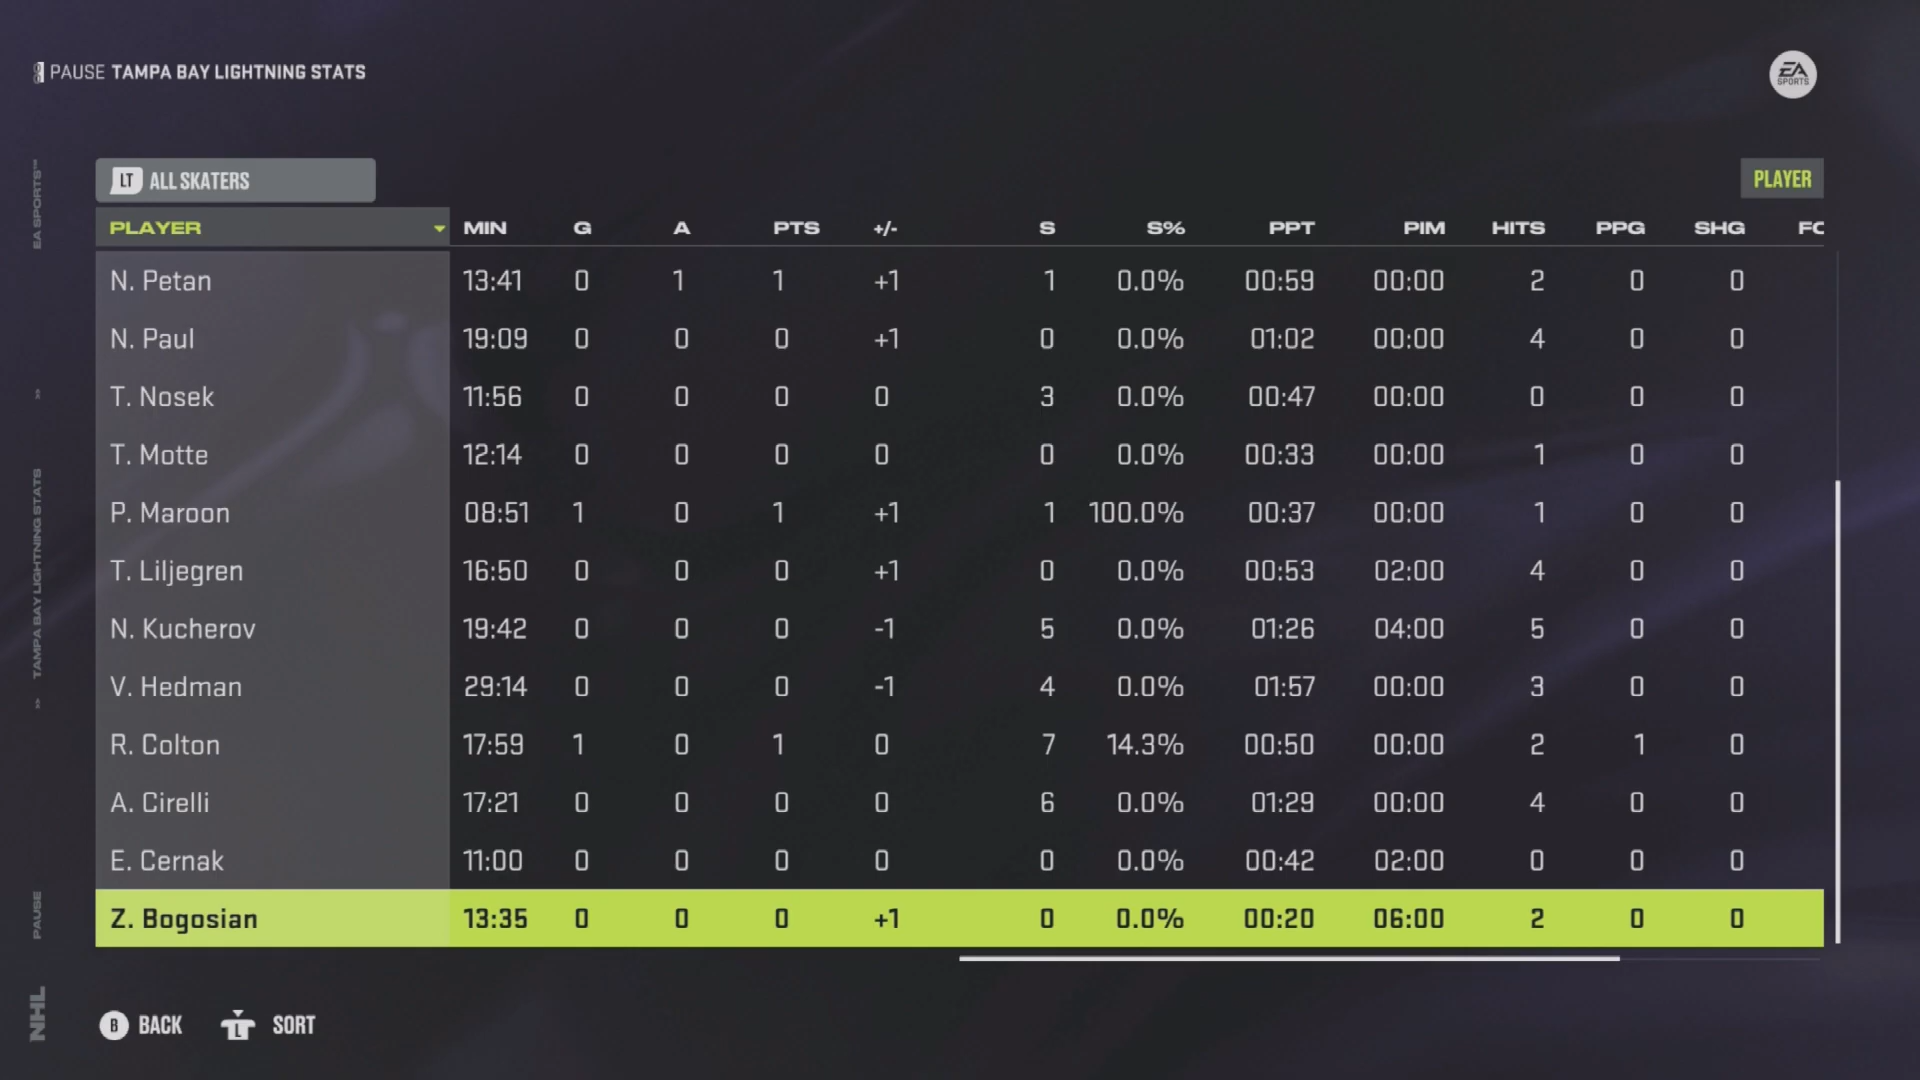 PAUSE TAMPA BAY LIGHTNING STATS
EA SPORTS
LT ALL SKATERS
PLAYER
PLAYER MIN G A PTS +/- S S% PPT PIM HITS PPG SHG FC
N. Petan 13:41 0 1 1 +1 1 0.0% 00:59 00:00 2 0 0
N. Paul 19:09 0 0 0 +1 0 0.0% 01:02 00:00 4 0 0
T. Nosek 11:56 0 0 0 0 3 0.0% 00:47 00:00 0 0 0
T. Motte 12:14 0 0 0 0 0 0.0% 00:33 00:00 1 0 0
P. Maroon 08:51 1 0 1 +1 1 100.0% 00:37 00:00 1 0 0
T. Liljegren 16:50 0 0 0 +1 0 0.0% 00:53 02:00 4 0 0
N. Kucherov 19:42 0 0 0 -1 5 0.0% 01:26 04:00 5 0 0
V. Hedman 29:14 0 0 0 -1 4 0.0% 01:57 00:00 3 0 0
R. Colton 17:59 1 0 1 0 7 14.3% 00:50 00:00 2 1 0
A. Cirelli 17:21 0 0 0 0 6 0.0% 01:29 00:00 4 0 0
E. Cernak 11:00 0 0 0 0 0 0.0% 00:42 02:00 0 0 0
Z. Bogosian 13:35 0 0 0 +1 0 0.0% 00:20 06:00 2 0 0
B BACK L SORT
NHL PAUSE » TAMPA BAY LIGHTNING STATS » EA SPORTS™